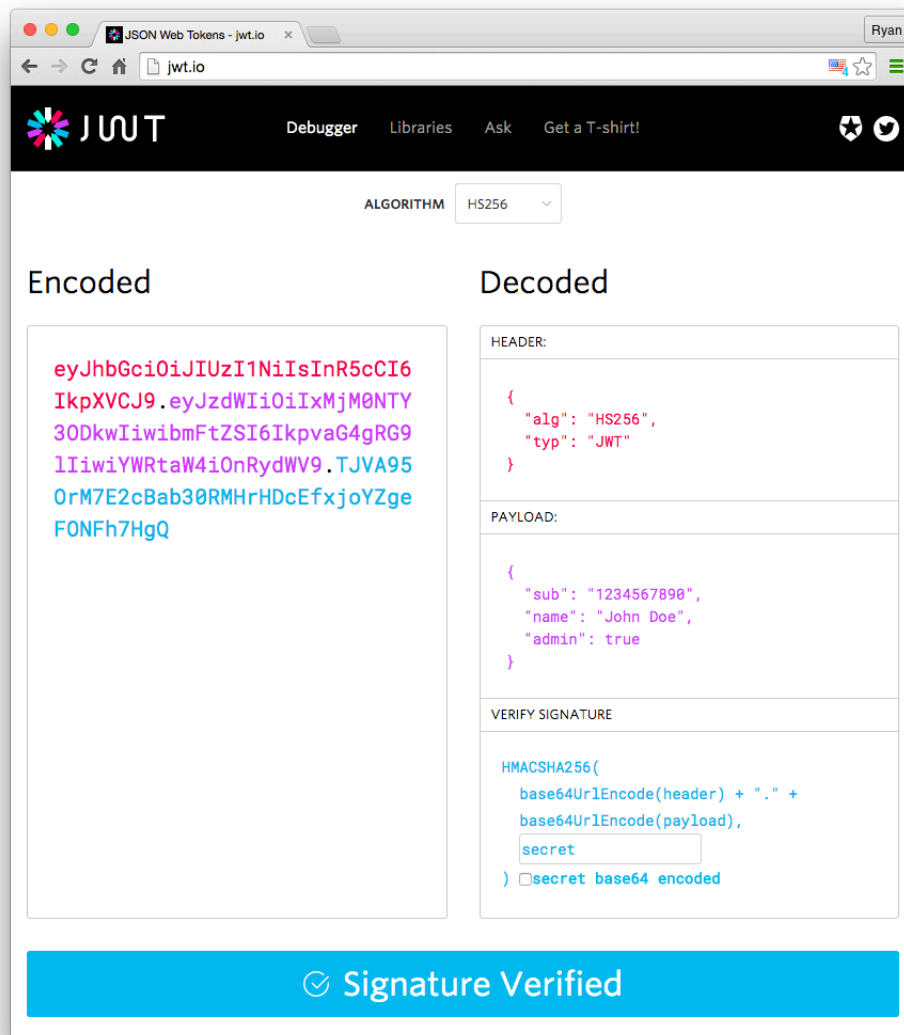 JSON Web Tokens - jwt.io
Ryan
jwt.io
4
JWT
Debugger
Libraries
Ask
Get a T-shirt!
ALGORITHM
HS256
Encoded
eyJhbGciOiJIUzI1NiIsInR5cCI6
IkpXVCJ9.eyJzdWIiOiIxMjM0NTY
3ODkwIiwibmFtZSI6IkpvaG4gRG9
lIiwiYWRtaW4iOnRydWV9.TJVA95
OrM7E2cBab30RMHrHDcEfxjoYZge
FONFh7HgQ
Decoded
HEADER:
{
"alg": "HS256",
"typ": "JWT"
}
PAYLOAD:
{
"sub": "1234567890",
"name": "John Doe",
"admin": true
}
VERIFY SIGNATURE
HMACSHA256(
base64UrlEncode(header) + "." +
base64UrlEncode(payload),
secret
) secret base64 encoded
Signature Verified